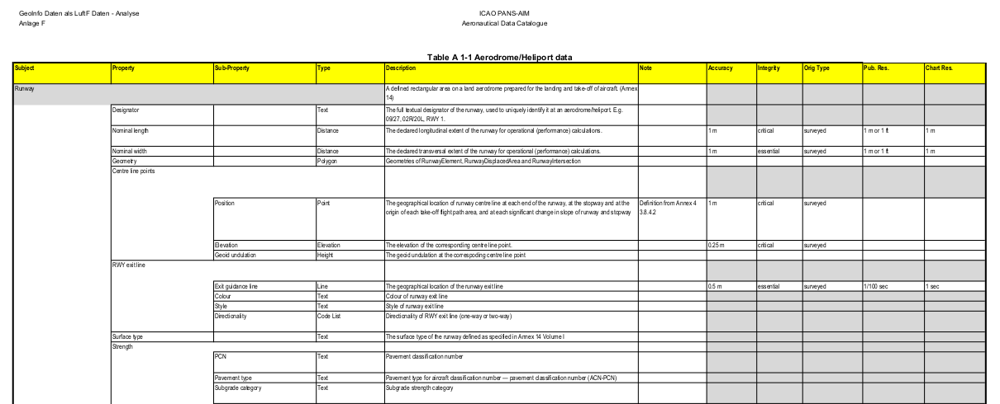 GeoInfo Daten als LuftF Daten - Analyse
Anlage F
ICAO PANS-AIM
Aeronautical Data Catalogue
Table A 1-1 Aerodrome/Heliport data
Subject Property Sub-Property Type Description Note Accuracy Integrity Orig Type Pub. Res. Chart Res.
Runway A defined rectangular area on a land aerodrome prepared for the landing and take-off of aircraft. (Annex
14)
Designator Text The full textual designator of the runway, used to uniquely identify it at an aerodrome/heliport. E.g.
09/27, 02R/20L, RWY 1.
Nominal length Distance The declared longitudinal extent of the runway for operational (performance) calculations. 1 m critical surveyed 1 m or 1 ft 1 m
Nominal width Distance The declared transversal extent of the runway for operational (performance) calculations. 1 m essential surveyed 1 m or 1 ft 1 m
Geometry Polygon Geometries of RunwayElement, RunwayDisplacedArea and RunwayIntersection
Centre line points
Position Point The geographical location of runway centre line at each end of the runway, at the stopway and at the Definition from Annex 4 1 m critical surveyed
origin of each take-off flight path area, and at each significant change in slope of runway and stopway 3.8.4.2
Elevation Elevation The elevation of the corresponding centre line point. 0.25 m critical surveyed
Geoid undulation Height The geoid undulation at the correspoding centre line point
RWY exit line
Exit guidance line Line The geographical location of the runway exit line 0.5 m essential surveyed 1/100 sec 1 sec
Colour Text Colour of runway exit line
Style Text Style of runway exit line
Directionality Code List Directionality of RWY exit line (one-way or two-way)
Surface type Text The surface type of the runway defined as specified in Annex 14 Volume I
Strength
PCN Text Pavement classification number
Pavement type Text Pavement type for aircraft classification number — pavement classification number (ACN-PCN)
Subgrade category Text Subgrade strength category